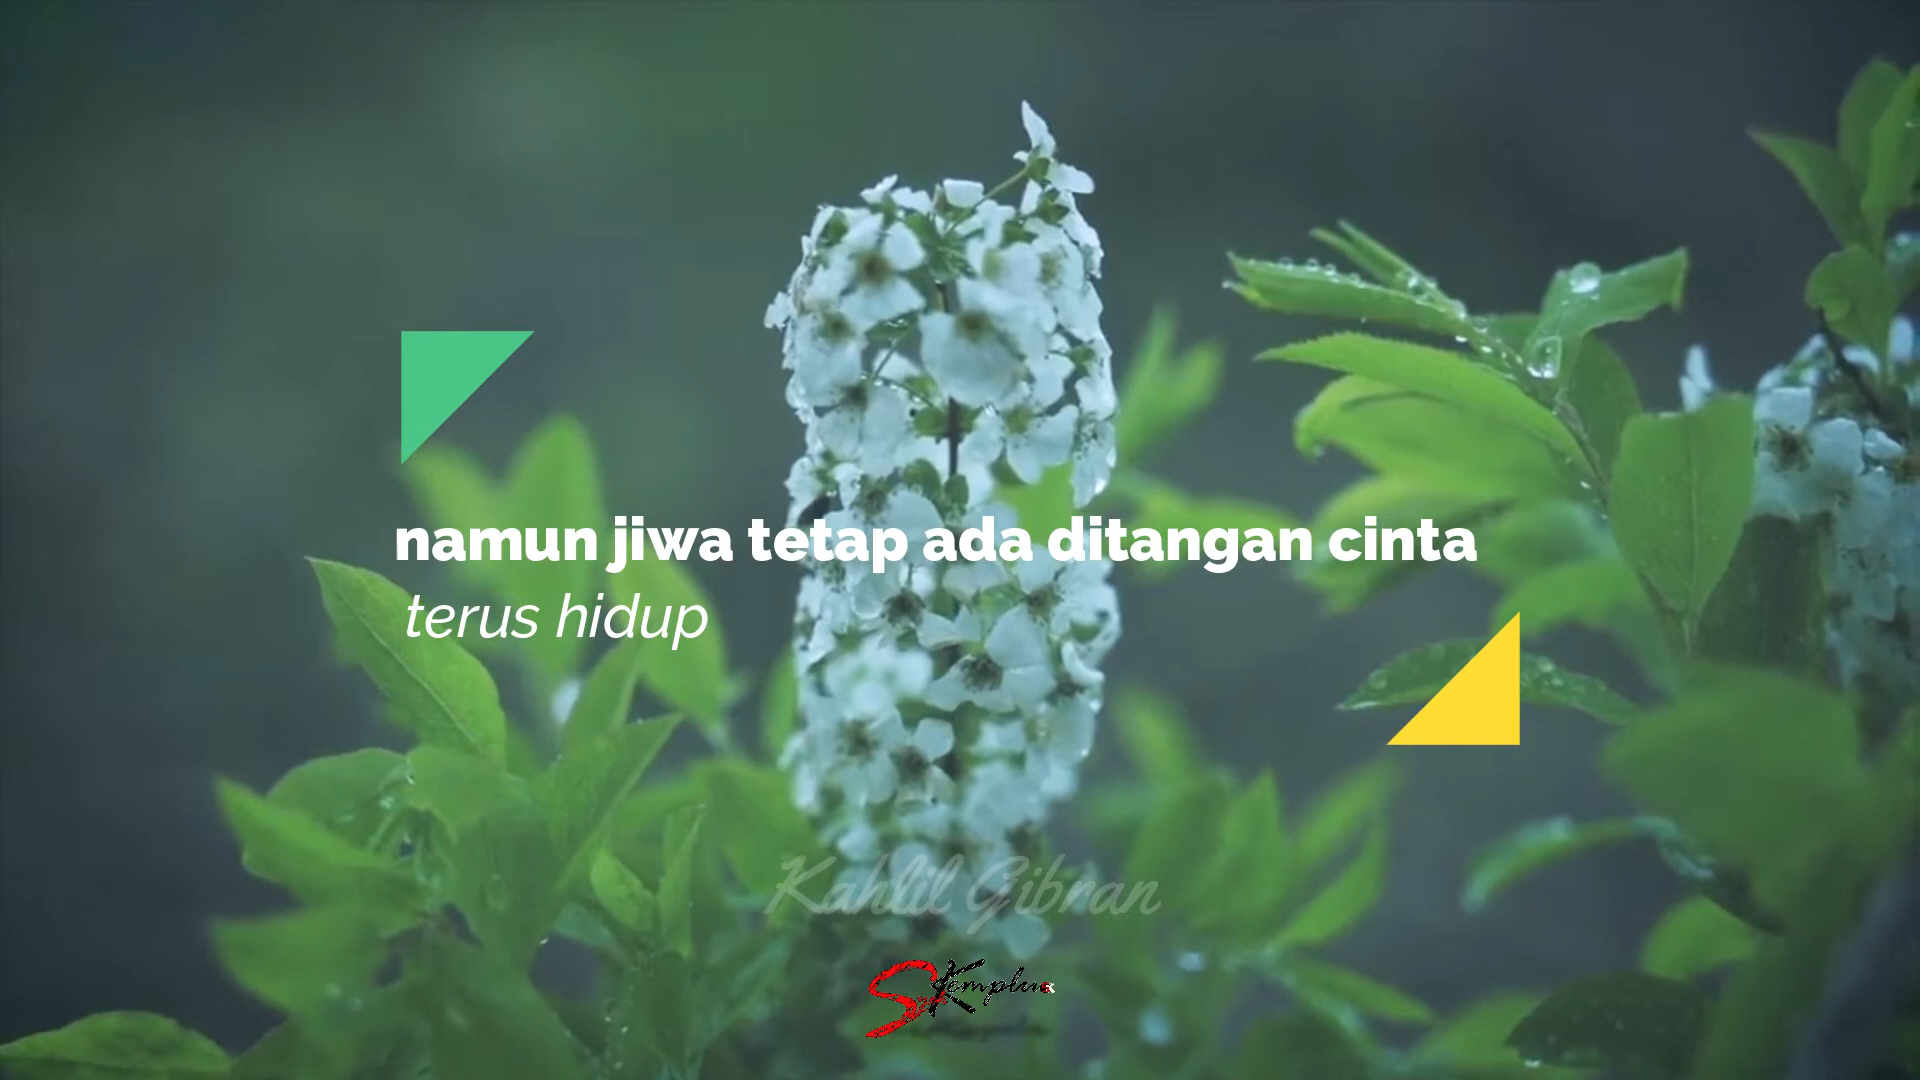 namun jiwa tetap ada ditangan cinta
terus hidup
Kahlil Gibran